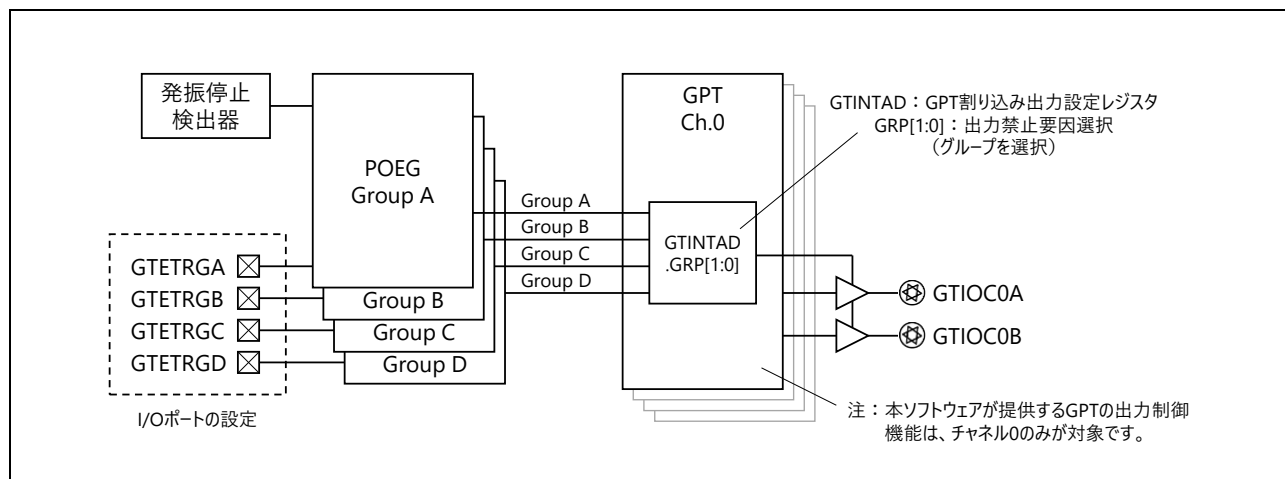 発振停止
検出器
POEG
Group A
Group B
Group C
Group D
GTETRGA
GTETRGB
GTETRGC
GTETRGD
I/Oポートの設定
Group A
Group B
Group C
Group D
GPT
Ch.0
GTINTAD
.GRP[1:0]
GTINTAD：GPT割り込み出力設定レジスタ
GRP[1:0]：出力禁止要因選択
（グループを選択）
GTIOC0A
GTIOC0B
注：本ソフトウェアが提供するGPTの出力制御
機能は、チャネル0のみが対象です。